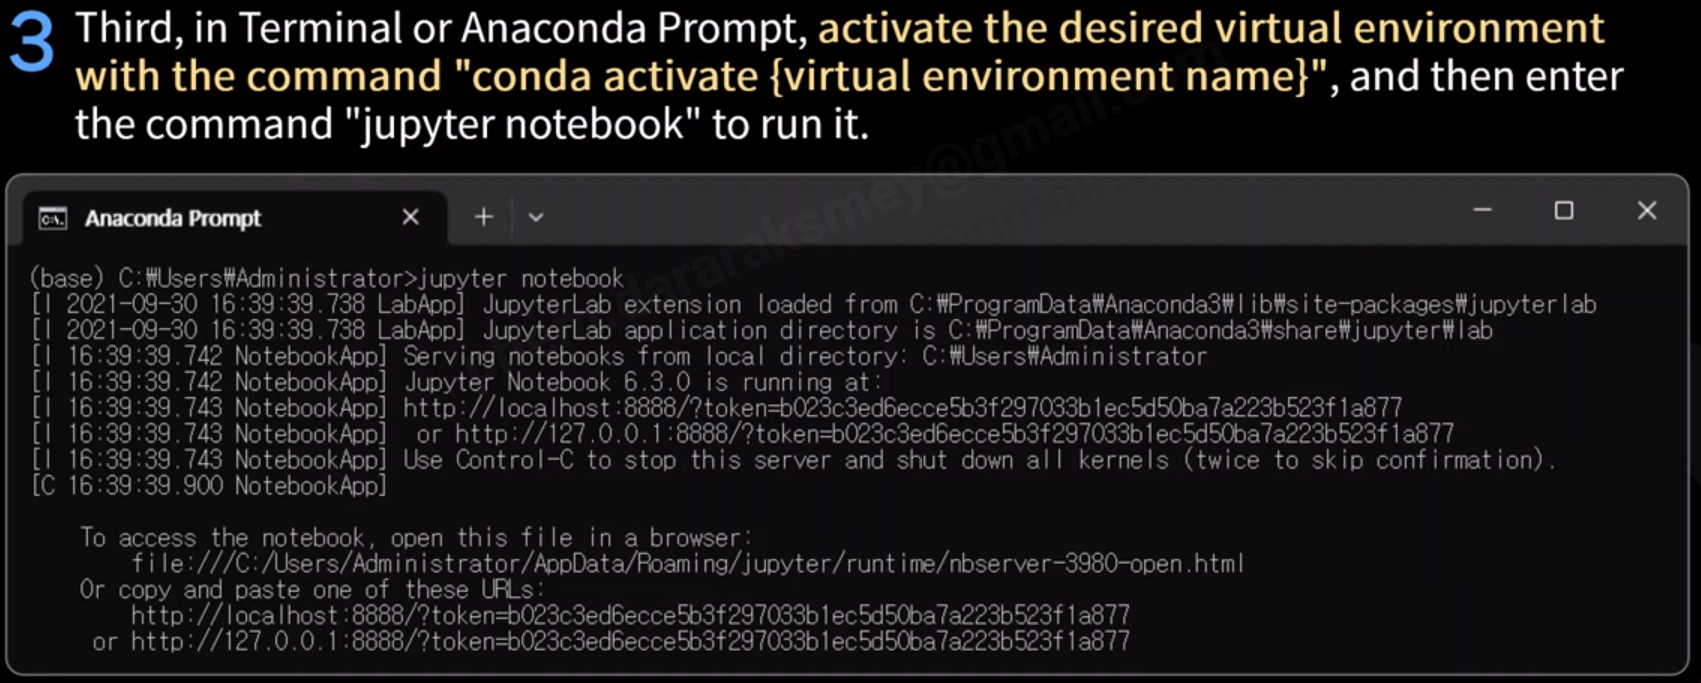 3 Third, in Terminal or Anaconda Prompt, activate the desired virtual environment
with the command "conda activate {virtual environment name}", and then enter
the command "jupyter notebook" to run it.
Anaconda Prompt
(base) C:₩Users₩Administrator>jupyter notebook
[I 2021-09-30 16:39:39.738 LabApp] JupyterLab extension loaded from C:₩ProgramData₩Anaconda3₩lib₩site-packages₩jupyterlab
[I 2021-09-30 16:39:39.738 LabApp] JupyterLab application directory is C:₩ProgramData₩Anaconda3₩share₩jupyter₩lab
[I 16:39:39.742 NotebookApp] Serving notebooks from local directory: C:₩Users₩Administrator
[I 16:39:39.742 NotebookApp] Jupyter Notebook 6.3.0 is running at:
[I 16:39:39.743 NotebookApp] http://localhost:8888/?token=b023c3ed6ecce5b3f297033b1ec5d50ba7a223b523f1a877
[I 16:39:39.743 NotebookApp]  or http://127.0.0.1:8888/?token=b023c3ed6ecce5b3f297033b1ec5d50ba7a223b523f1a877
[I 16:39:39.743 NotebookApp] Use Control-C to stop this server and shut down all kernels (twice to skip confirmation).
[C 16:39:39.900 NotebookApp]
To access the notebook, open this file in a browser:
file:///C:/Users/Administrator/AppData/Roaming/jupyter/runtime/nbserver-3980-open.html
Or copy and paste one of these URLs:
http://localhost:8888/?token=b023c3ed6ecce5b3f297033b1ec5d50ba7a223b523f1a877
or http://127.0.0.1:8888/?token=b023c3ed6ecce5b3f297033b1ec5d50ba7a223b523f1a877